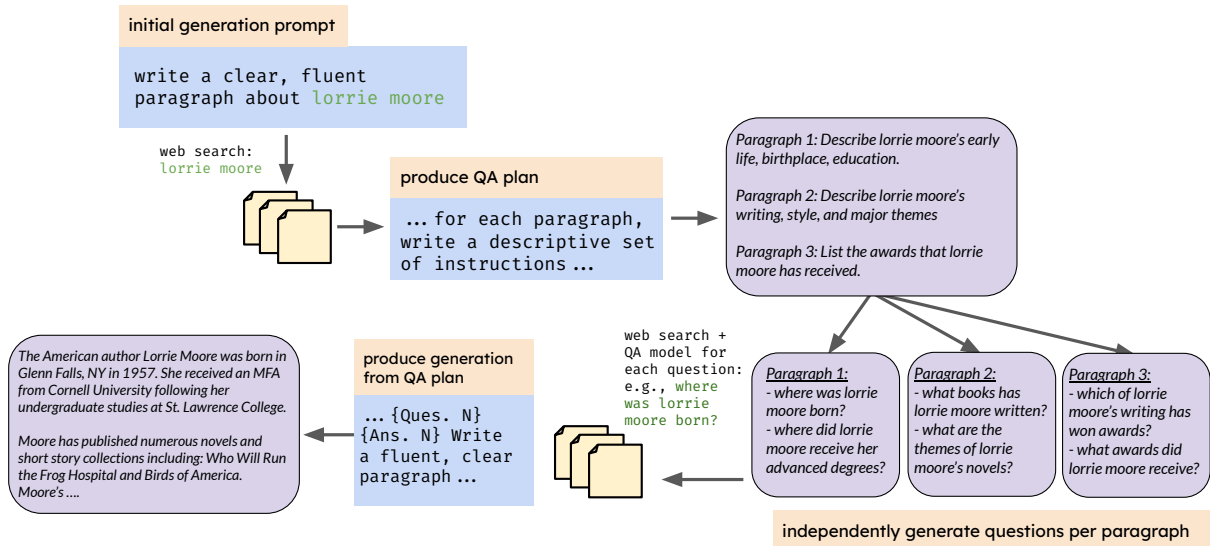 initial generation prompt
write a clear, fluent
paragraph about lorrie moore
web search:
lorrie moore
produce QA plan
... for each paragraph,
write a descriptive set
of instructions ...
Paragraph 1: Describe lorrie moore's early
life, birthplace, education.
Paragraph 2: Describe lorrie moore's
writing, style, and major themes
Paragraph 3: List the awards that lorrie
moore has received.
Paragraph 1:
- where was lorrie
moore born?
- where did lorrie
moore receive her
advanced degrees?
Paragraph 2:
- what books has
lorrie moore written?
- what are the
themes of lorrie
moore's novels?
Paragraph 3:
- which of lorrie
moore's writing has
won awards?
- what awards did
lorrie moore receive?
independently generate questions per paragraph
web search +
QA model for
each question:
e.g., where
was lorrie
moore born?
produce generation
from QA plan
... {Ques. N}
{Ans. N} Write
a fluent, clear
paragraph ...
The American author Lorrie Moore was born in
Glenn Falls, NY in 1957. She received an MFA
from Cornell University following her
undergraduate studies at St. Lawrence College.
Moore has published numerous novels and
short story collections including: Who Will Run
the Frog Hospital and Birds of America.
Moore's ....